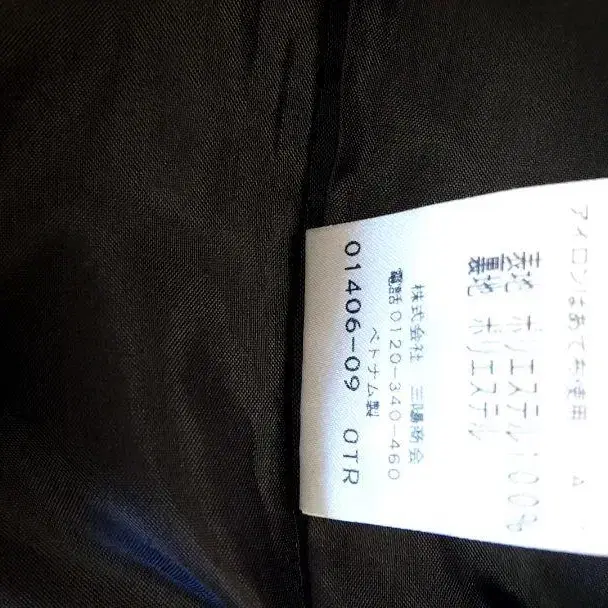 アイロンはあて布使用
表地 ポリエステル 100%
裏地 ポリエステル
株式会社 三陽商会
電話0120-340-460
ベトナム製
01406-09 OTR